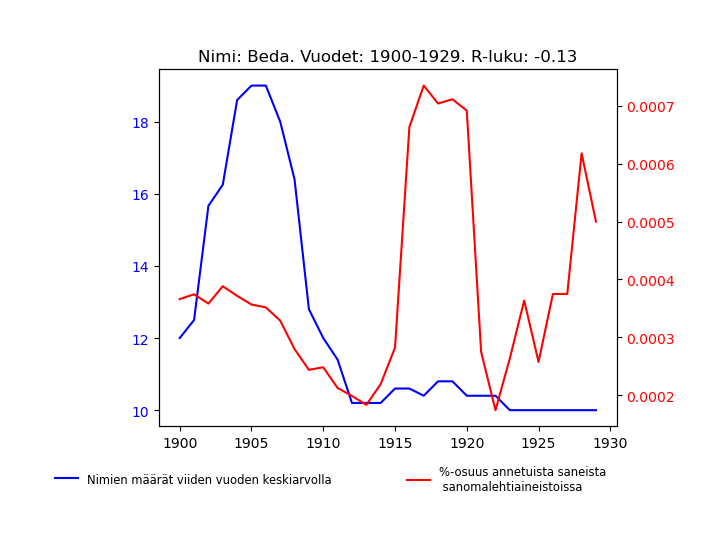 Nimi: Beda. Vuodet: 1900-1929. R-luku: -0.13
18
16
14
12
10
0.0007
0.0006
0.0005
0.0004
0.0003
0.0002
1900 1905 1910 1915 1920 1925 1930
Nimien määrät viiden vuoden keskiarvolla
%-osuus annetuista saneista
sanomalehtiaineistoissa